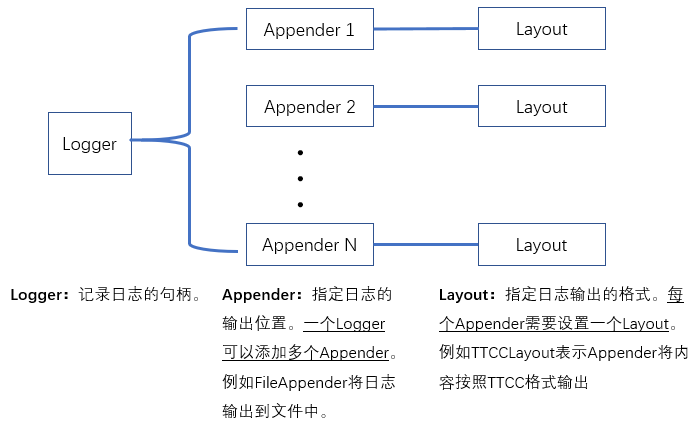 Appender 1
Layout
Appender 2
Layout
Logger
Appender N
Layout
Logger：记录日志的句柄。
Appender：指定日志的
输出位置。一个Logger
可以添加多个Appender。
例如FileAppender将日志
输出到文件中。
Layout：指定日志输出的格式。每
个Appender需要设置一个Layout。
例如TTCCLayout表示Appender将内
容按照TTCC格式输出